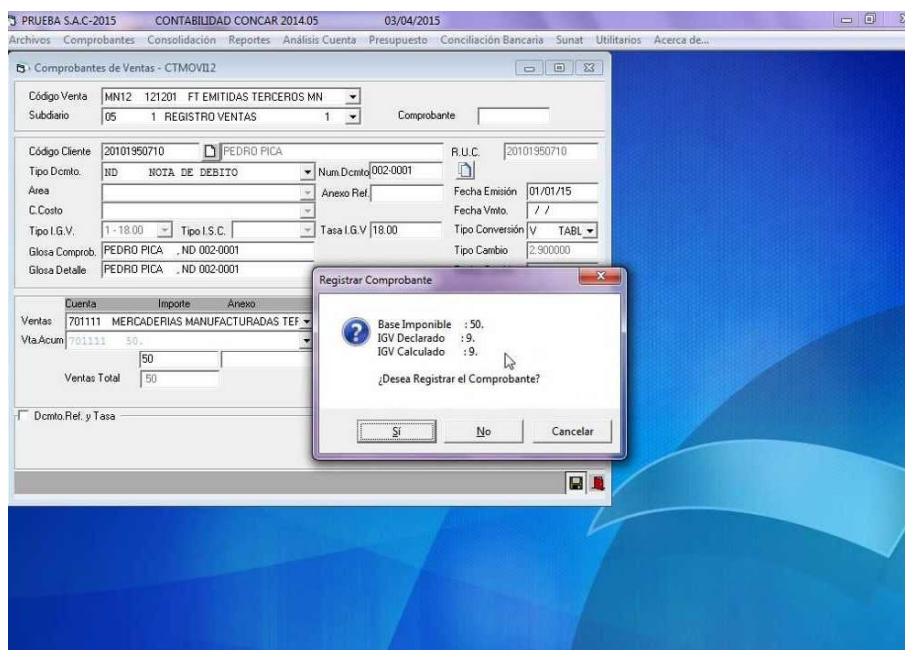 PRUEBA S.A.C-2015 CONTABILIDAD CONCAR 2014.05 03/04/2015
Archivos Comprobantes Consolidación Reportes Análisis Cuenta Presupuesto Conciliación Bancaria Sunat Utilitarios Acerca de...
Comprobantes de Ventas - CTMOVI12
Código Venta MN12 121201 FT EMITIDAS TERCEROS MN
Subdiario 05 1 REGISTRO VENTAS 1 Comprobante
Código Cliente 20101950710 PEDRO PICA R.U.C. 20101950710
Tipo Dcmto. ND NOTA DE DEBITO Num.Dcmto 002-0001
Area Anexo Ref. Fecha Emisión 01/01/15
C.Costo Fecha Vmto. / /
Tipo I.G.V. 1 - 18.00 Tipo I.S.C. Tasa I.G.V 18.00 Tipo Conversión V TABL
Glosa Comprob. PEDRO PICA , ND 002-0001 Tipo Cambio 2.900000
Glosa Detalle PEDRO PICA , ND 002-0001
Registrar Comprobante
Cuenta Importe Anexo
Ventas 701111 MERCADERIAS MANUFACTURADAS TER
Vta.Acum 701111 50.
50
Ventas Total 50
Base Imponible : 50.
IGV Declarado : 9.
IGV Calculado : 9.
¿Desea Registrar el Comprobante?
Sí No Cancelar
Dcmto.Ref. y Tasa